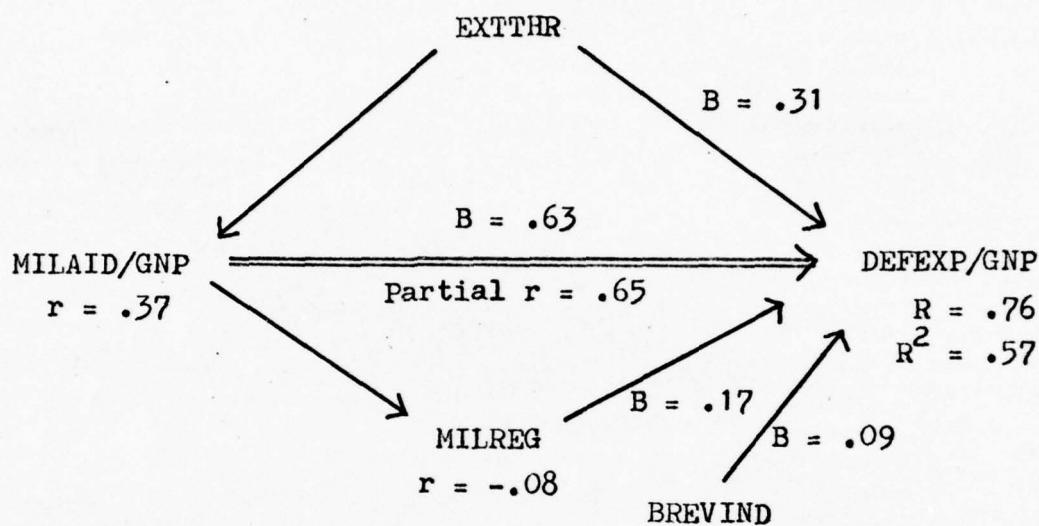 EXTTHR
B = .31
B = .63
MILAID/GNP
DEFEXP/GNP
Partial r = .65
r = .37
R = .76
R² = .57
B = .17
MILREG
B = .09
r = -.08
BREVIND